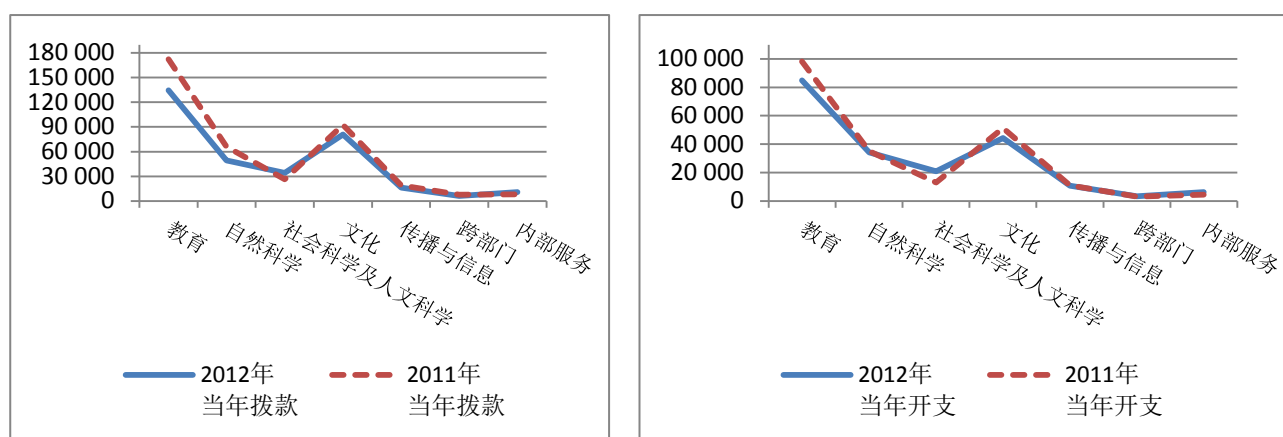 180 000
150 000
120 000
90 000
60 000
30 000
0
教育
自然科学
社会科学及人文科学
文化
传播与信息
跨部门
内部服务
2012年
当年拨款
2011年
当年拨款
100 000
80 000
60 000
40 000
20 000
0
教育
自然科学
社会科学及人文科学
文化
传播与信息
跨部门
内部服务
2012年
当年开支
2011年
当年开支